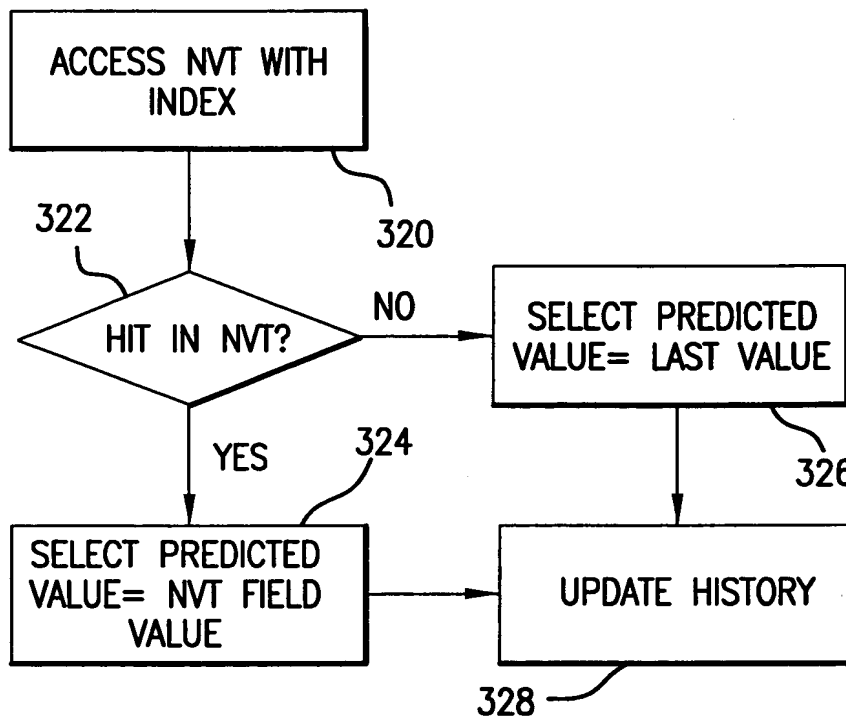 ACCESS NVT WITH
INDEX
320
322
HIT IN NVT?
NO
SELECT PREDICTED
VALUE= LAST VALUE
326
YES
324
SELECT PREDICTED
VALUE= NVT FIELD
VALUE
UPDATE HISTORY
328